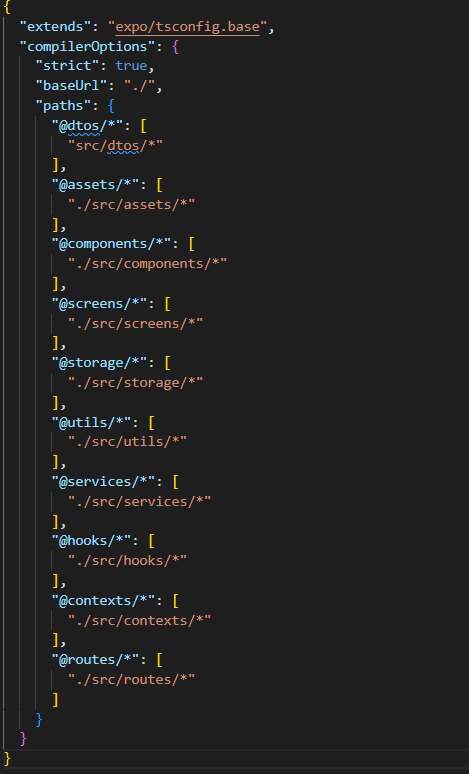 {
  "extends": "expo/tsconfig.base",
  "compilerOptions": {
    "strict": true,
    "baseUrl": "./",
    "paths": {
      "@dtos/*": [
        "src/dtos/*"
      ],
      "@assets/*": [
        "./src/assets/*"
      ],
      "@components/*": [
        "./src/components/*"
      ],
      "@screens/*": [
        "./src/screens/*"
      ],
      "@storage/*": [
        "./src/storage/*"
      ],
      "@utils/*": [
        "./src/utils/*"
      ],
      "@services/*": [
        "./src/services/*"
      ],
      "@hooks/*": [
        "./src/hooks/*"
      ],
      "@contexts/*": [
        "./src/contexts/*"
      ],
      "@routes/*": [
        "./src/routes/*"
      ]
    }
  }
}